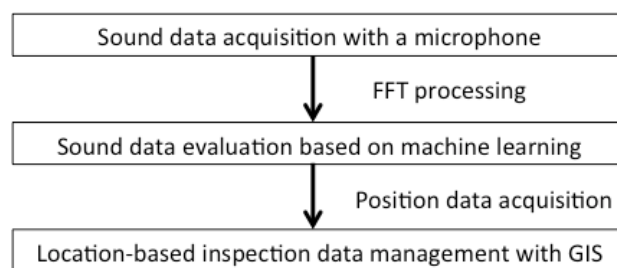 Sound data acquisition with a microphone
FFT processing
Sound data evaluation based on machine learning
Position data acquisition
Location-based inspection data management with GIS